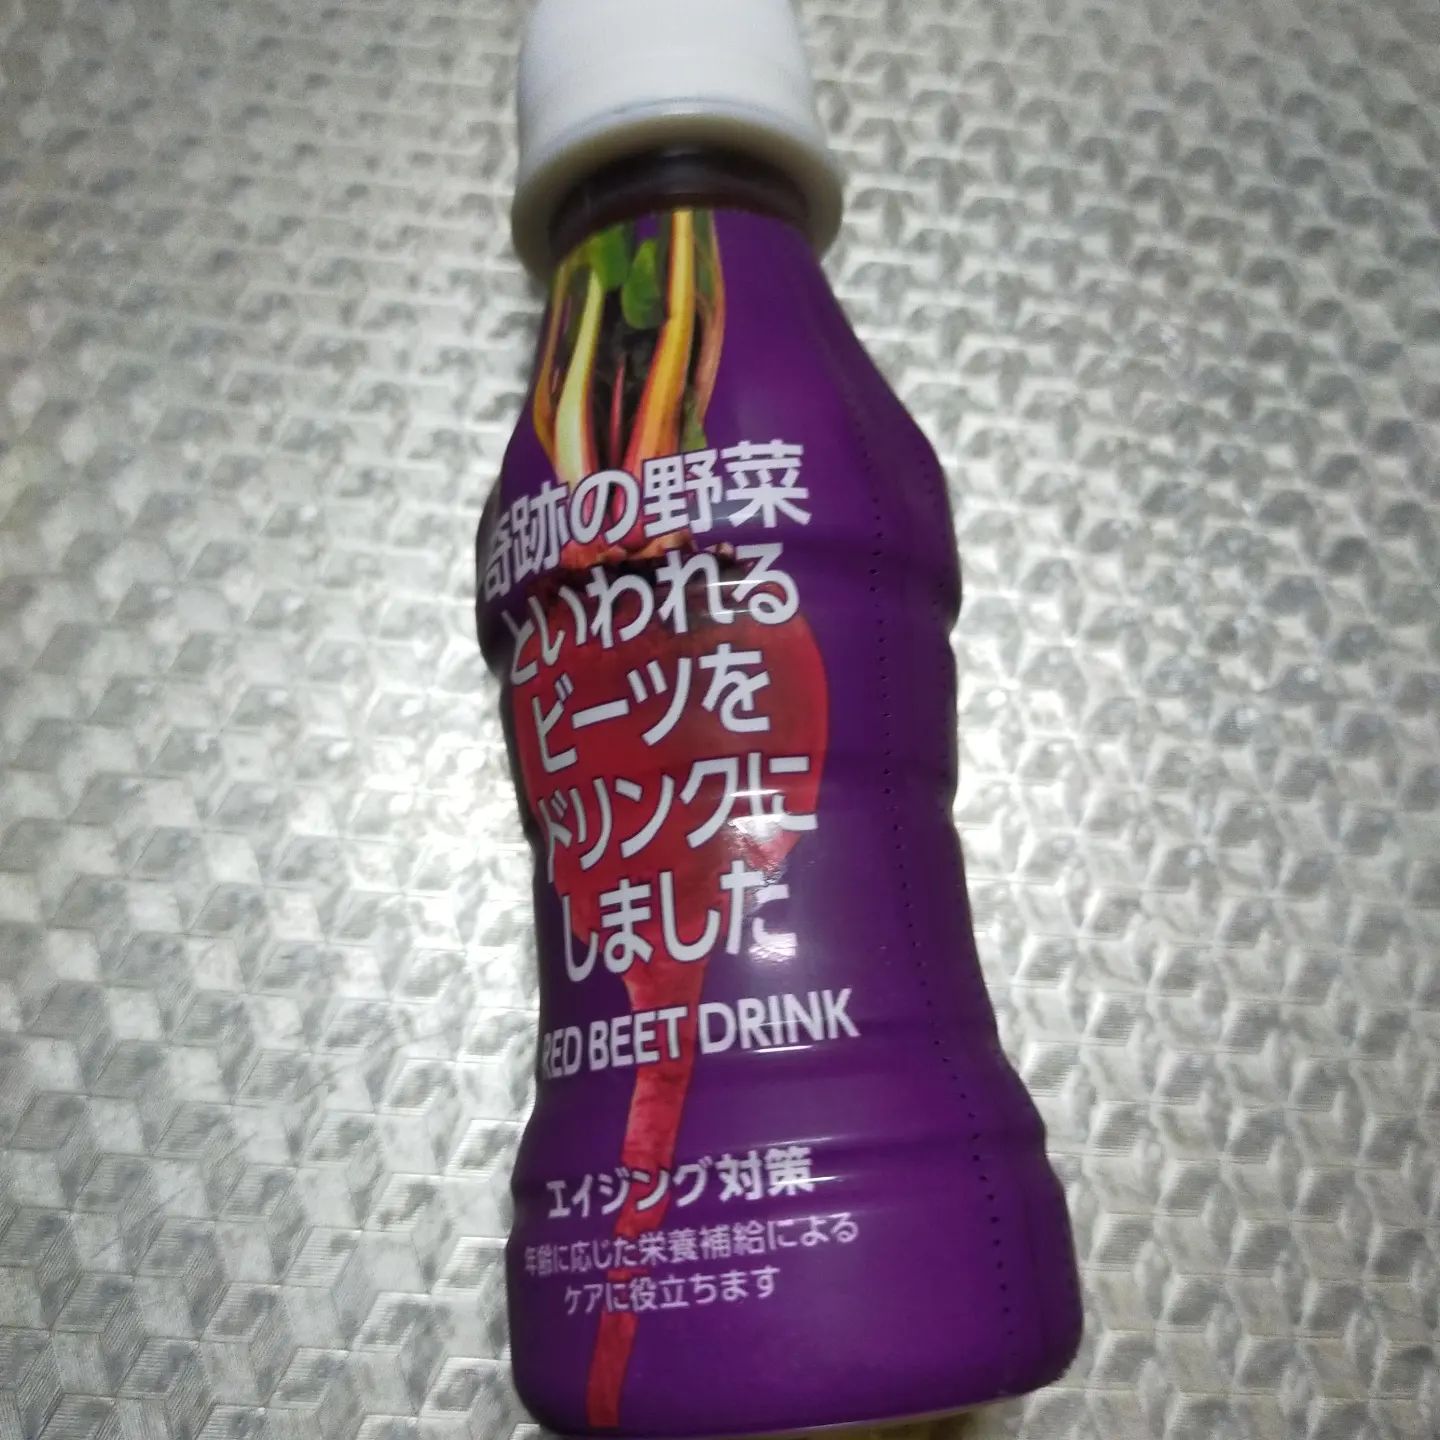 奇跡の野菜
といわれる
ビーツを
ドリンクに
しました
RED BEET DRINK
エイジング対策
年齢に応じた栄養補給による
ケアに役立ちます